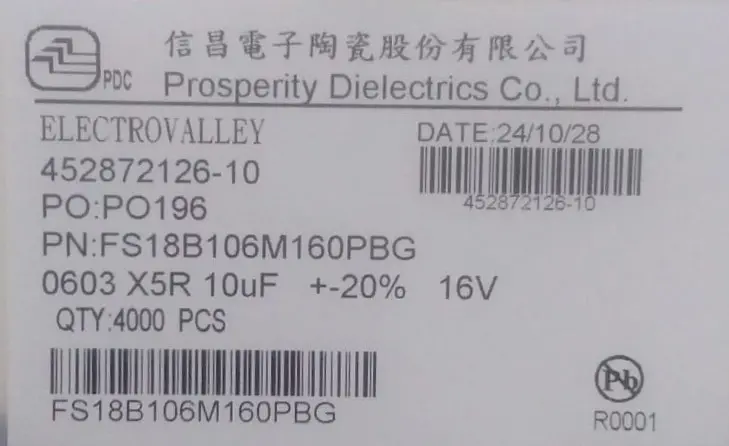 信昌電子陶瓷股份有限公司
PDC
Prosperity Dielectrics Co., Ltd.
ELECTROVALLEY
DATE:24/10/28
452872126-10
452872126-10
PO:PO196
PN:FS18B106M160PBG
0603 X5R 10uF +-20% 16V
QTY:4000 PCS
FS18B106M160PBG
Pb
R0001